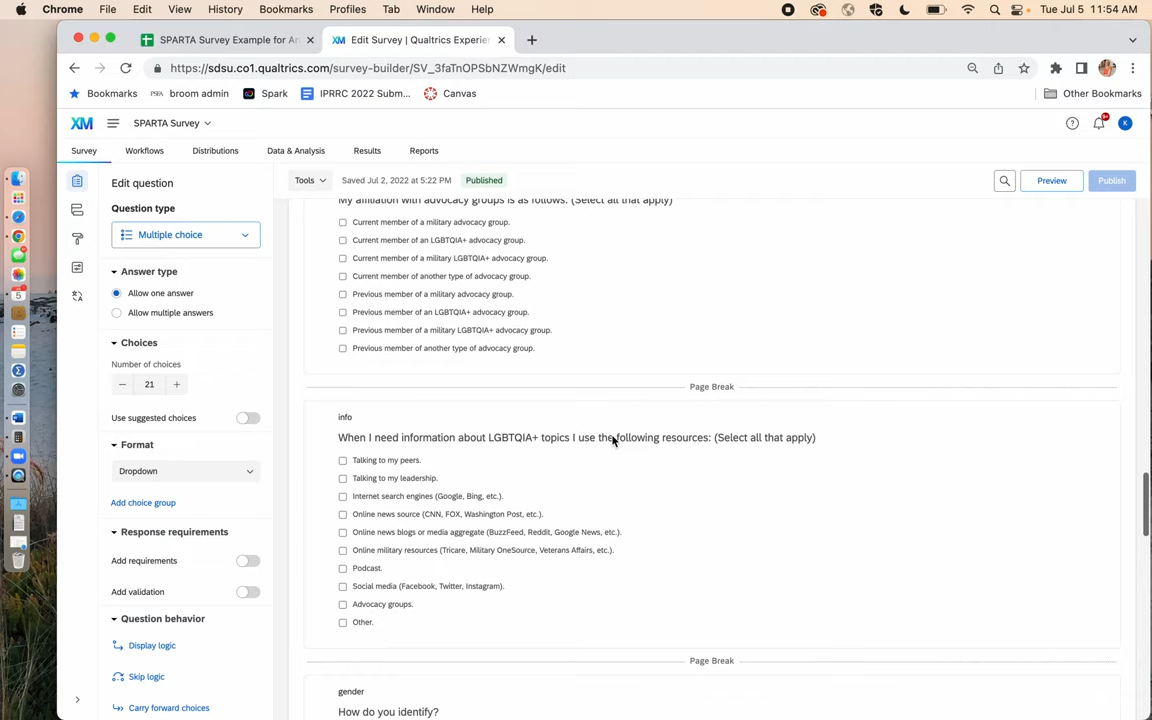 Chrome File Edit View History Bookmarks Profiles Tab Window Help Tue Jul 5 11:54 AM
SPARTA Survey Example for An Edit Survey | Qualtrics Experier
https://sdsu.co1.qualtrics.com/survey-builder/SV_3faTnOPSbNZWmgK/edit
Bookmarks PSFA broom admin Spark IPRRC 2022 Subm... Canvas Other Bookmarks
XM SPARTA Survey ? 9+ K
Survey Workflows Distributions Data & Analysis Results Reports
Edit question Tools Saved Jul 2, 2022 at 5:22 PM Published Preview Publish
Question type
Multiple choice
Answer type
Allow one answer
Allow multiple answers
Choices
Number of choices
21
Use suggested choices
Format
Dropdown
Add choice group
Response requirements
Add requirements
Add validation
Question behavior
Display logic
Skip logic
Carry forward choices
My affiliation with advocacy groups is as follows: (Select all that apply)
Current member of a military advocacy group.
Current member of an LGBTQIA+ advocacy group.
Current member of a military LGBTQIA+ advocacy group.
Current member of another type of advocacy group.
Previous member of a military advocacy group.
Previous member of an LGBTQIA+ advocacy group.
Previous member of a military LGBTQIA+ advocacy group.
Previous member of another type of advocacy group.
Page Break
info
When I need information about LGBTQIA+ topics I use the following resources: (Select all that apply)
Talking to my peers.
Talking to my leadership.
Internet search engines (Google, Bing, etc.).
Online news source (CNN, FOX, Washington Post, etc.).
Online news blogs or media aggregate (BuzzFeed, Reddit, Google News, etc.).
Online military resources (Tricare, Military OneSource, Veterans Affairs, etc.).
Podcast.
Social media (Facebook, Twitter, Instagram).
Advocacy groups.
Other.
Page Break
gender
How do you identify?